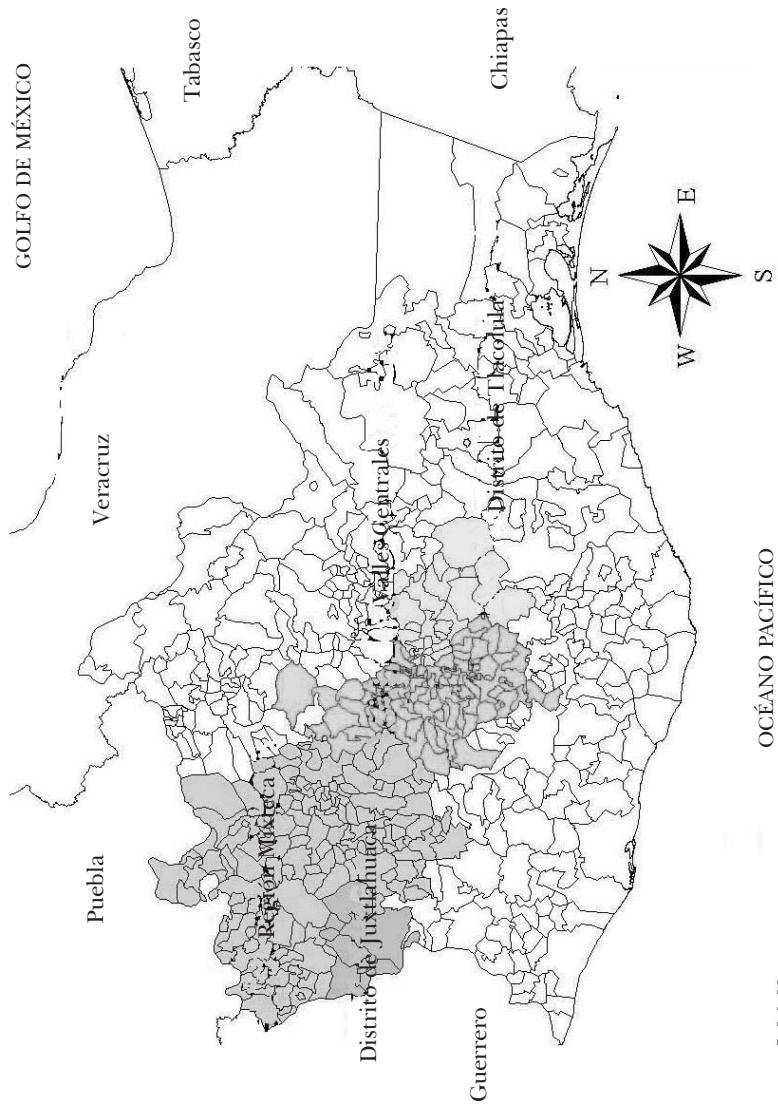 GOLFO DE MÉXICO
Tabasco
Veracruz
Puebla
Chiapas
Región Mixteca
Valles Centrales
Distrito de Juxtlahuaca
Distrito de Tlacolula
Guerrero
N
W
E
S
OCÉANO PACÍFICO